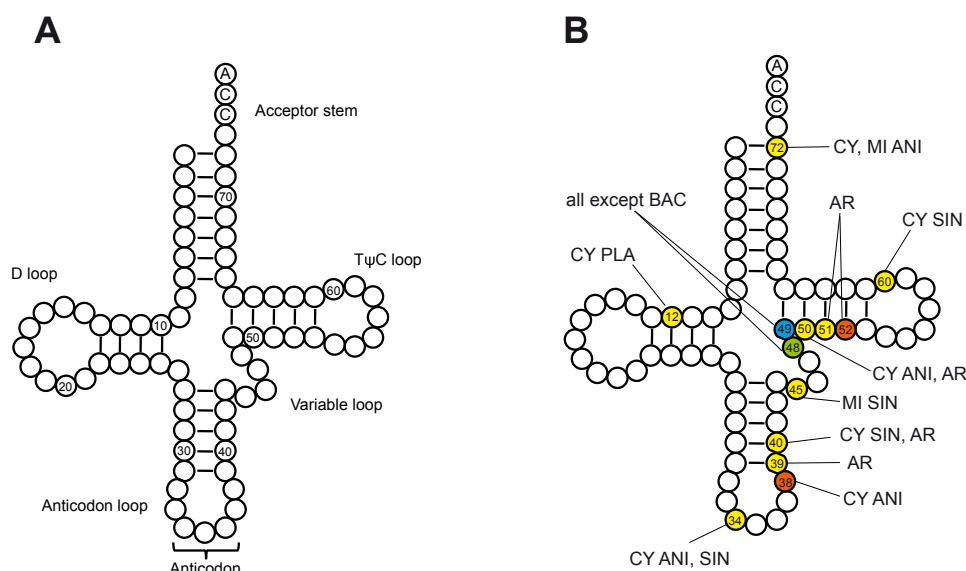 A
A
C
C
Acceptor stem
70
D loop
TψC loop
60
10
50
20
Variable loop
30
40
Anticodon loop
Anticodon
B
A
C
C
72
CY, MI ANI
all except BAC
AR
CY SIN
CY PLA
60
12
49
50
51
52
48
CY ANI, AR
45
MI SIN
40
CY SIN, AR
39
AR
38
CY ANI
34
CY ANI, SIN